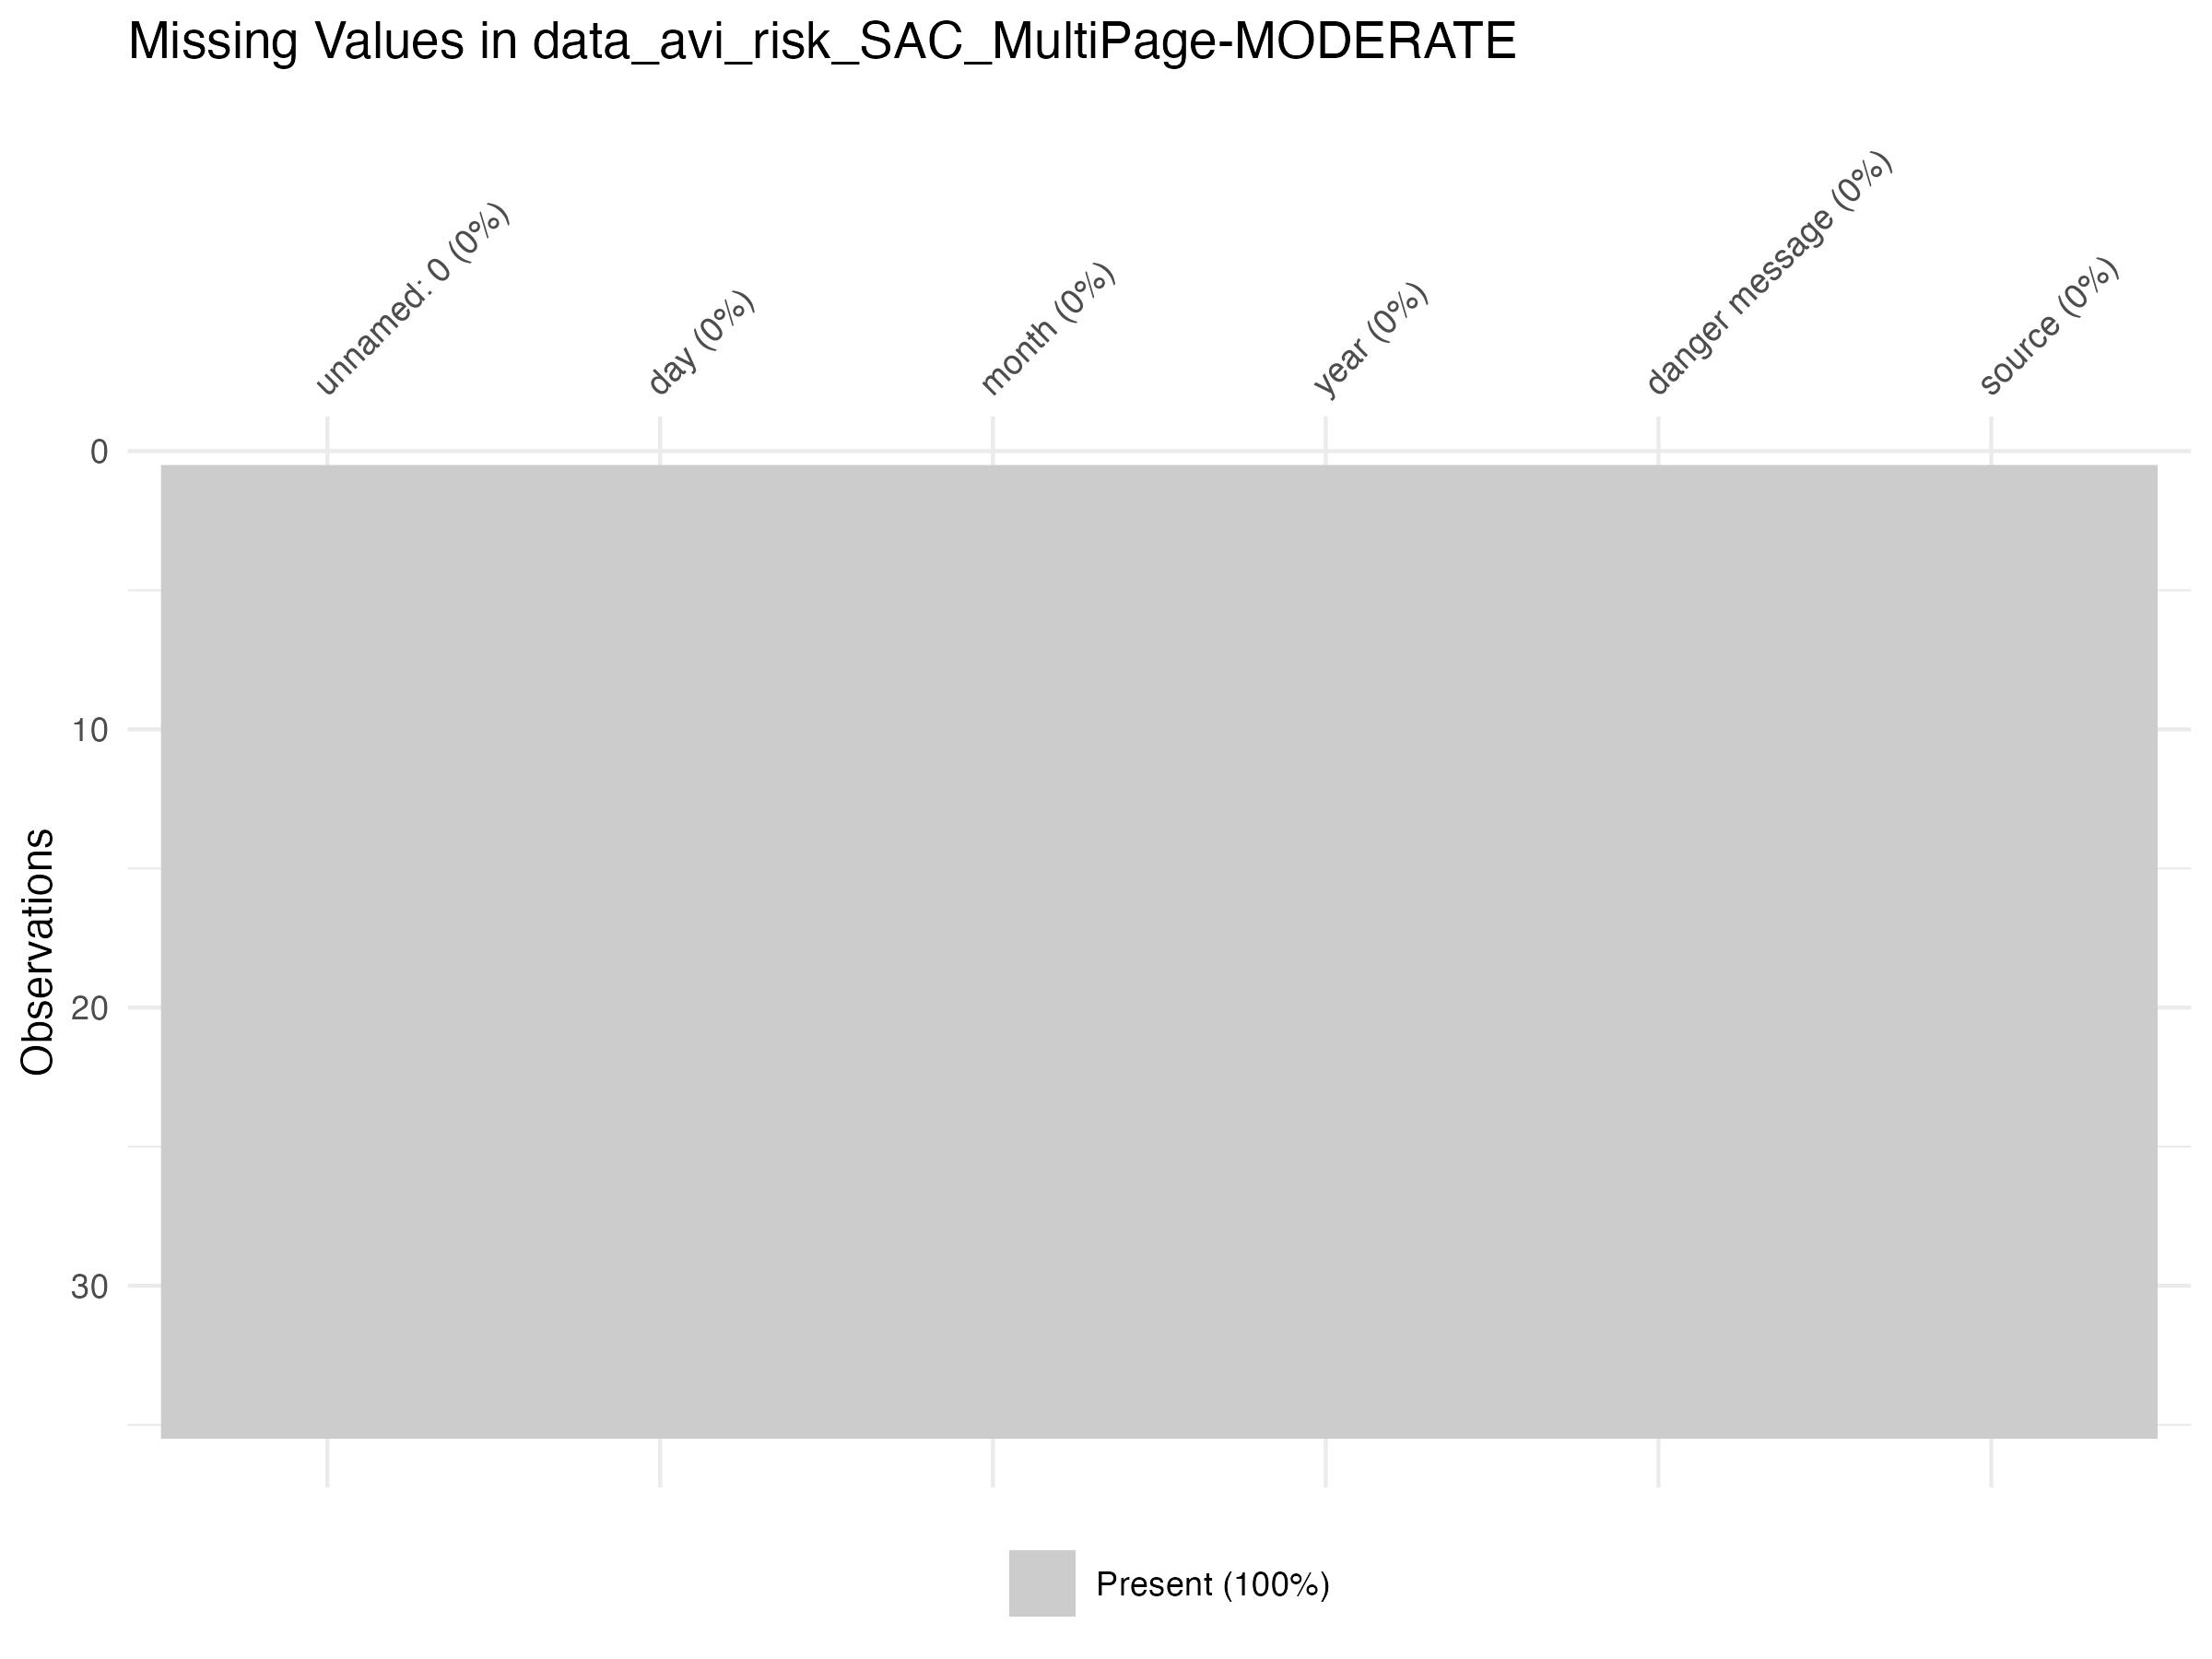 Missing Values in data_avi_risk_SAC_MultiPage-MODERATE
unnamed: 0 (0%)
day (0%)
month (0%)
year (0%)
danger message (0%)
source (0%)
0
10
20
30
Observations
Present (100%)